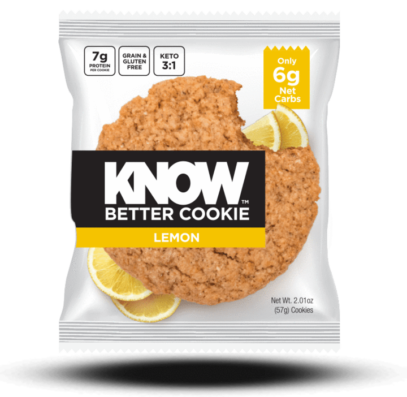 7g
PROTEIN
PER COOKIE
GRAIN &
GLUTEN
FREE
KETO
3:1
Only
6g
Net
Carbs
KNOW™
BETTER COOKIE
LEMON
Net Wt. 2.01oz
(57g) Cookies